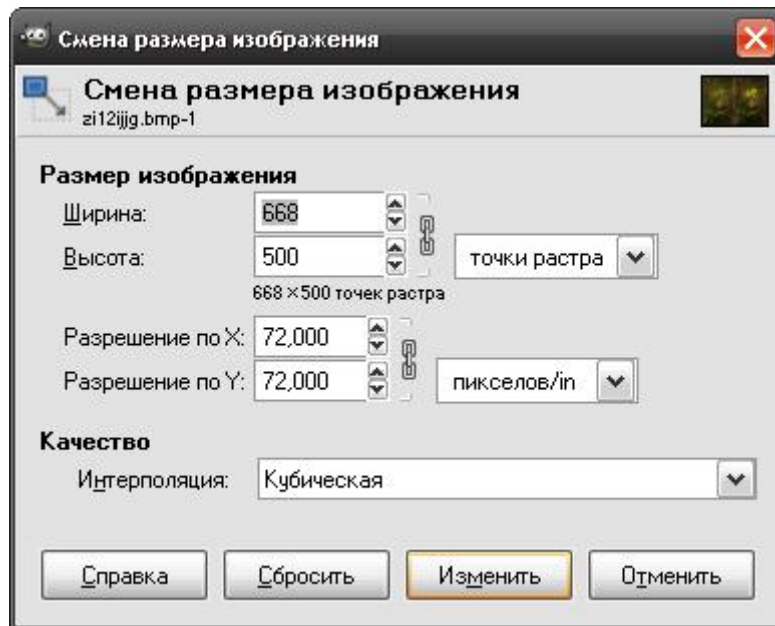 Смена размера изображения
Смена размера изображения
zi12ijjg.bmp-1
Размер изображения
Ширина: 668
Высота: 500 точки растра
668×500 точек растра
Разрешение по X: 72,000
Разрешение по Y: 72,000 пикселов/in
Качество
Интерполяция: Кубическая
Справка Сбросить Изменить Отменить